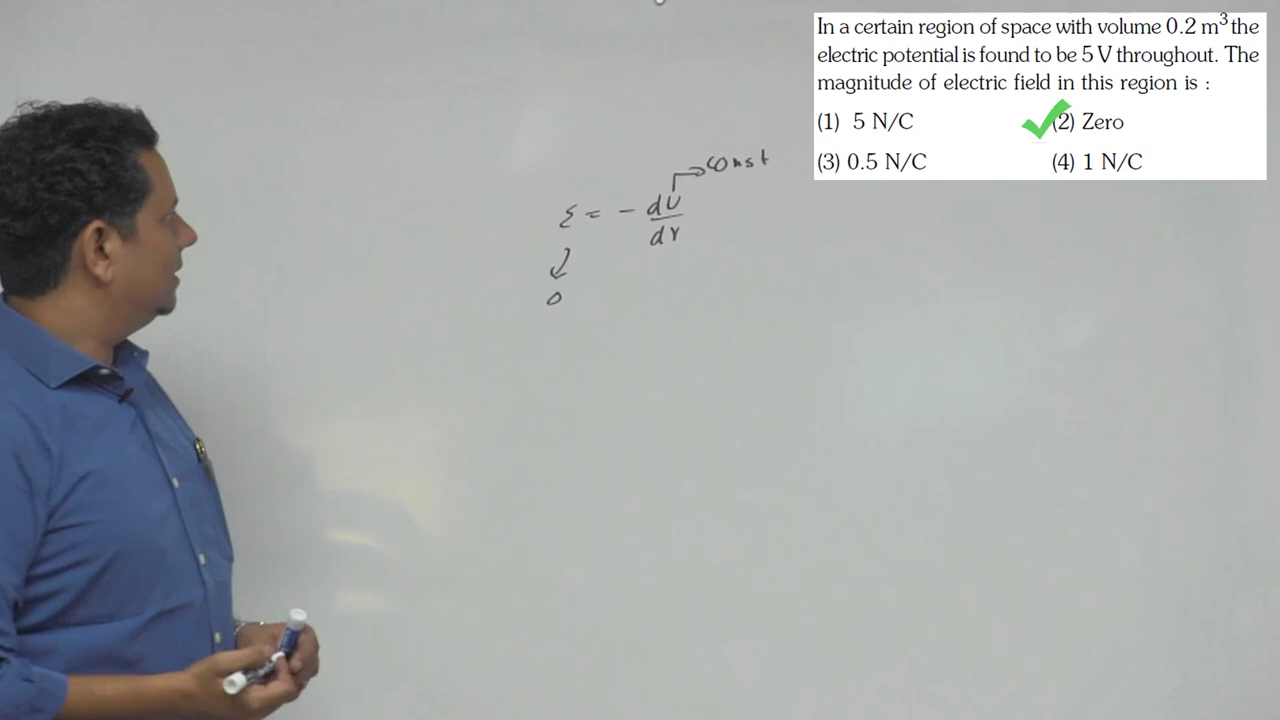 In a certain region of space with volume 0.2 m³ the
electric potential is found to be 5 V throughout. The
magnitude of electric field in this region is :
(1) 5 N/C (2) Zero
(3) 0.5 N/C (4) 1 N/C
→ const
Ɛ = - dV/dr
↙
0